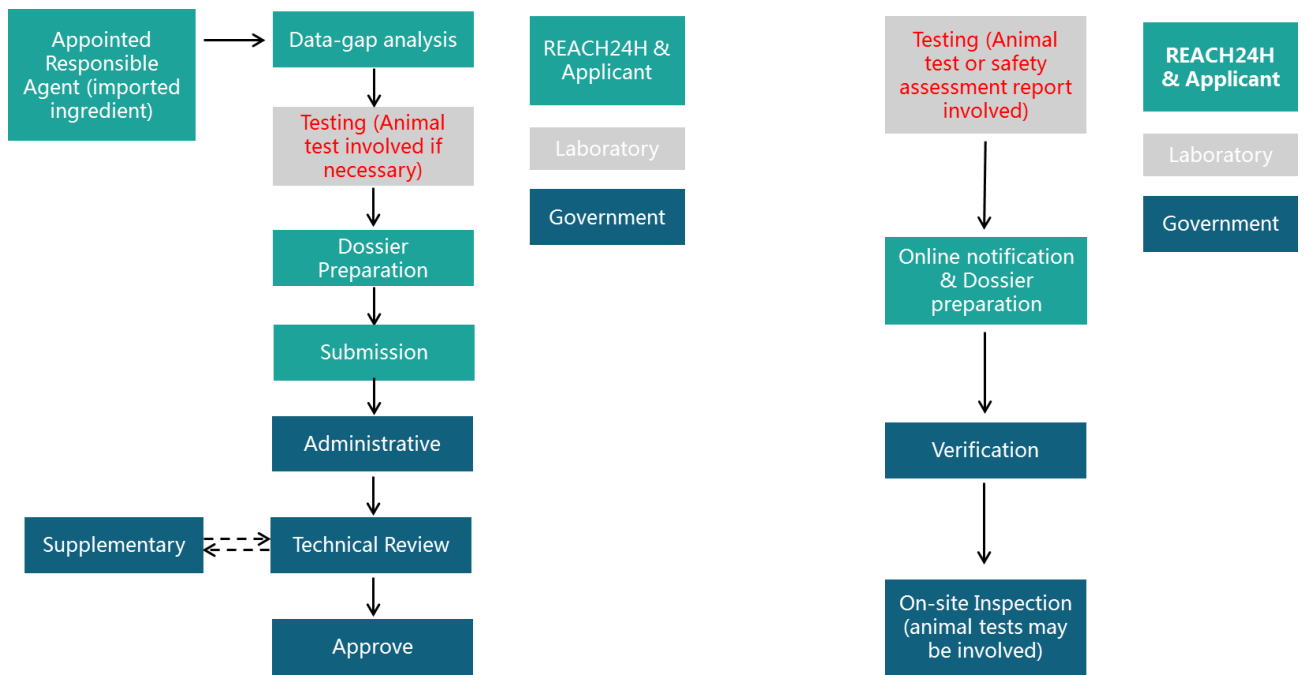 Appointed
Responsible
Agent (imported
ingredient)
Data-gap analysis
Testing (Animal
test involved if
necessary)
Dossier
Preparation
Submission
Administrative
Supplementary
Technical Review
Approve
REACH24H &
Applicant
Laboratory
Government
Testing (Animal
test or safety
assessment report
involved)
Online notification
& Dossier
preparation
Verification
On-site Inspection
(animal tests may
be involved)
REACH24H
& Applicant
Laboratory
Government